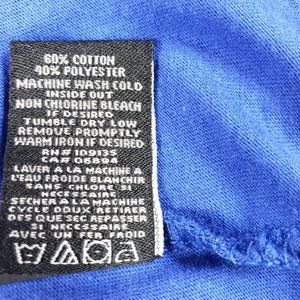 60% COTTON
40% POLYESTER
MACHINE WASH COLD
INSIDE OUT
NON CHLORINE BLEACH
IF DESIRED
TUMBLE DRY LOW
REMOVE PROMPTLY
WARM IRON IF DESIRED
RN# 109135
CA# 06894
LAVER A LA MACHINE A
L'EAU FROIDE BLANCHIR
SANS CHLORE SI
NECESSAIRE
SECHER A LA MACHINE
CYCLE DOUX RETIRER
DES QUE SEC REPASSER
SI NECESSAIRE
AVEC UN FER FROID